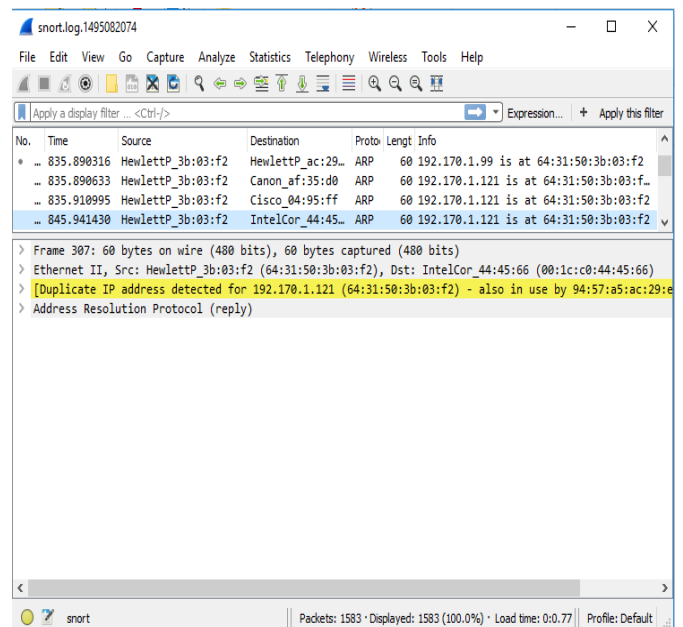 snort.log.1495082074
File Edit View Go Capture Analyze Statistics Telephony Wireless Tools Help
Apply a display filter ... <Ctrl-/> Expression... + Apply this filter
No. Time Source Destination Proto Lengt Info
... 835.890316 HewlettP_3b:03:f2 HewlettP_ac:29... ARP 60 192.170.1.99 is at 64:31:50:3b:03:f2
... 835.890633 HewlettP_3b:03:f2 Canon_af:35:d0 ARP 60 192.170.1.121 is at 64:31:50:3b:03:f...
... 835.910995 HewlettP_3b:03:f2 Cisco_04:95:ff ARP 60 192.170.1.121 is at 64:31:50:3b:03:f2
... 845.941430 HewlettP_3b:03:f2 IntelCor_44:45... ARP 60 192.170.1.121 is at 64:31:50:3b:03:f2
> Frame 307: 60 bytes on wire (480 bits), 60 bytes captured (480 bits)
> Ethernet II, Src: HewlettP_3b:03:f2 (64:31:50:3b:03:f2), Dst: IntelCor_44:45:66 (00:1c:c0:44:45:66)
> [Duplicate IP address detected for 192.170.1.121 (64:31:50:3b:03:f2) - also in use by 94:57:a5:ac:29:e
> Address Resolution Protocol (reply)
snort Packets: 1583 · Displayed: 1583 (100.0%) · Load time: 0:0.77 Profile: Default